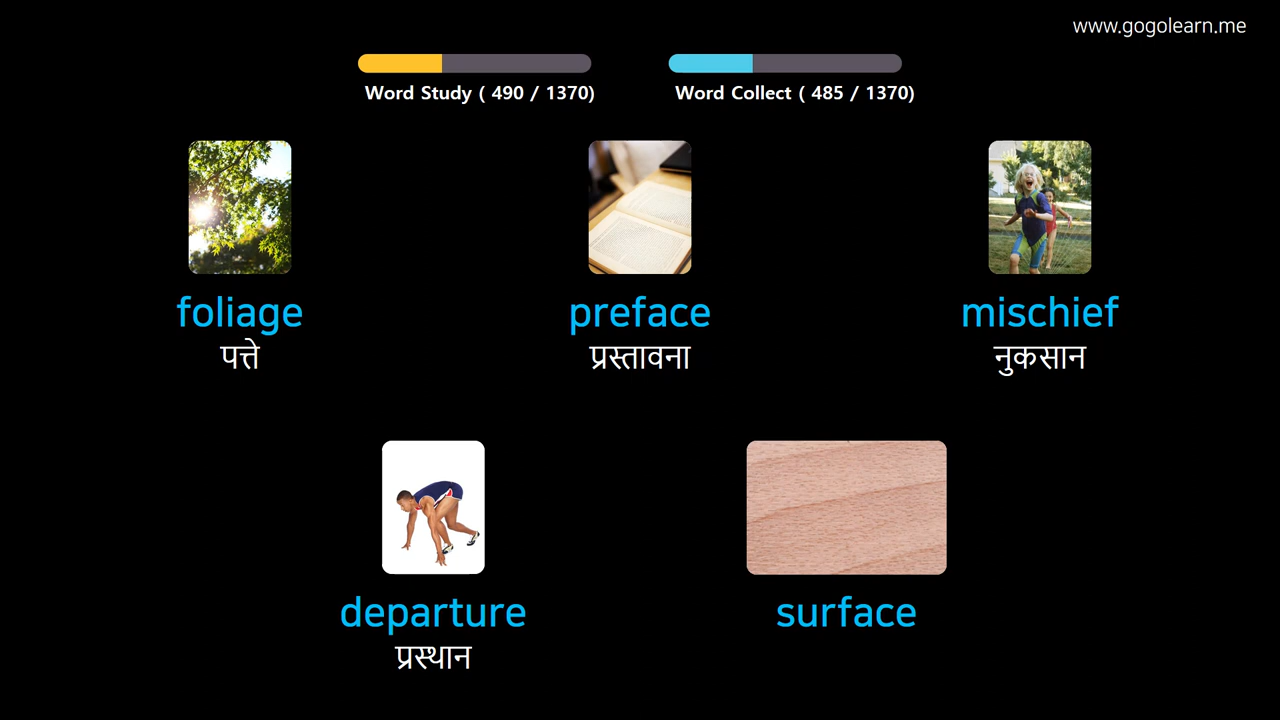 www.gogolearn.me
Word Study ( 490 / 1370)
Word Collect ( 485 / 1370)
foliage
पत्ते
preface
प्रस्तावना
mischief
नुकसान
departure
प्रस्थान
surface